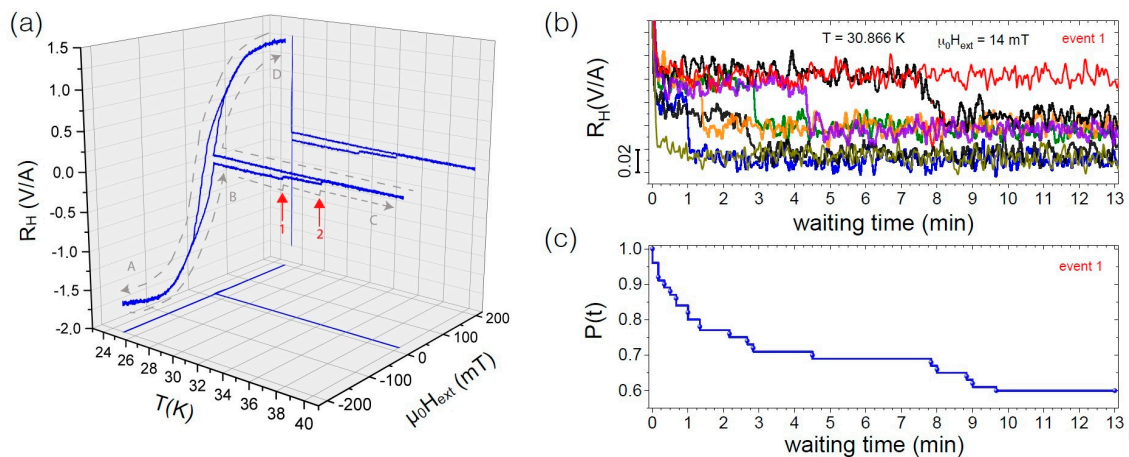 (a)
1.5
1.0
0.5
0.0
-0.5
-1.0
-1.5
-2.0
R_H (V/A)
A
B
C
D
1
2
24
26
28
30
32
34
36
38
40
T(K)
-200
-100
0
100
200
μ₀H_ext (mT)
(b)
T = 30.866 K
μ₀H_ext = 14 mT
event 1
R_H(V/A)
0.02
0 1 2 3 4 5 6 7 8 9 10 11 12 13
waiting time (min)
(c)
event 1
1.0
0.9
0.8
0.7
0.6
P(t)
0 1 2 3 4 5 6 7 8 9 10 11 12 13
waiting time (min)